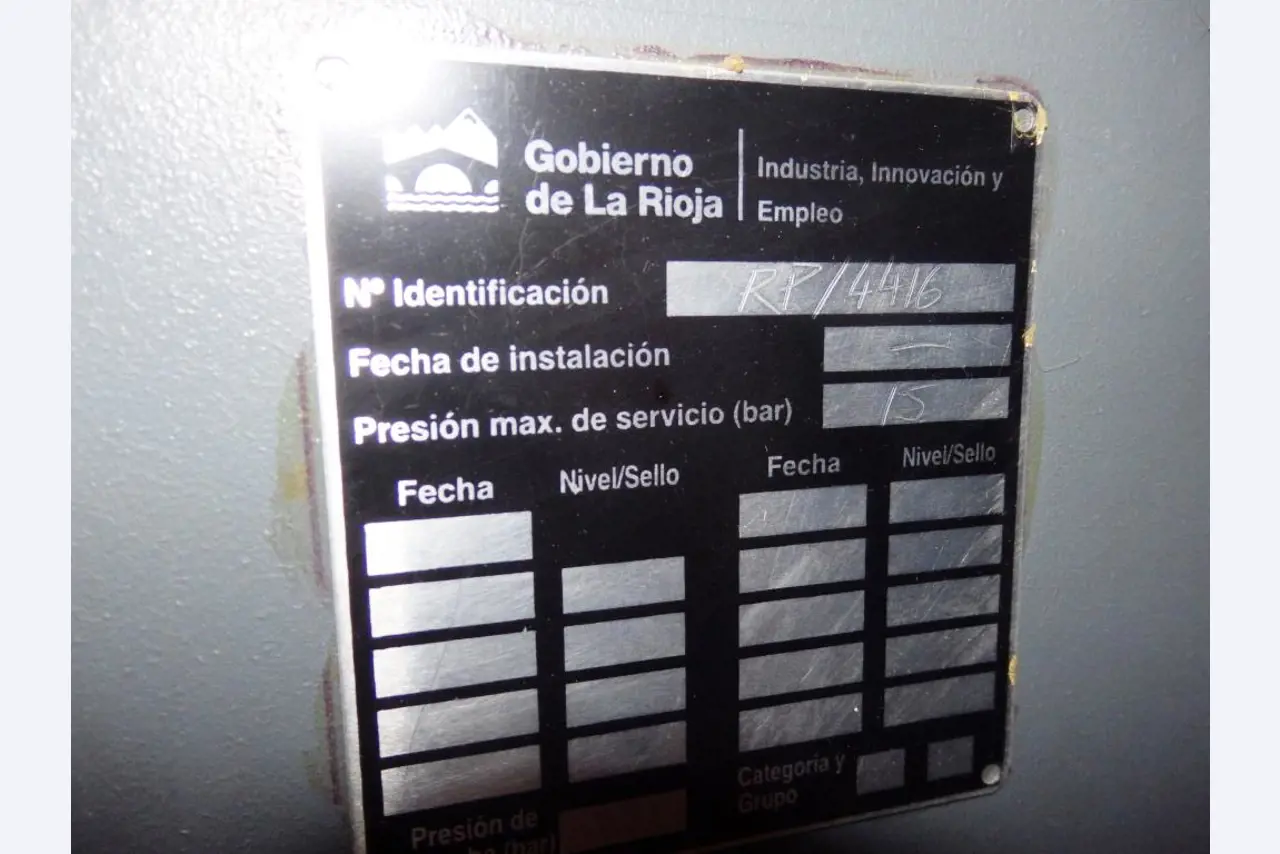 Gobierno
de La Rioja
Industria, Innovación y
Empleo
Nº Identificación RP/4416
Fecha de instalación —
Presión max. de servicio (bar) 15
Fecha Nivel/Sello Fecha Nivel/Sello
Categoría y
Grupo
Presión de
(bar)